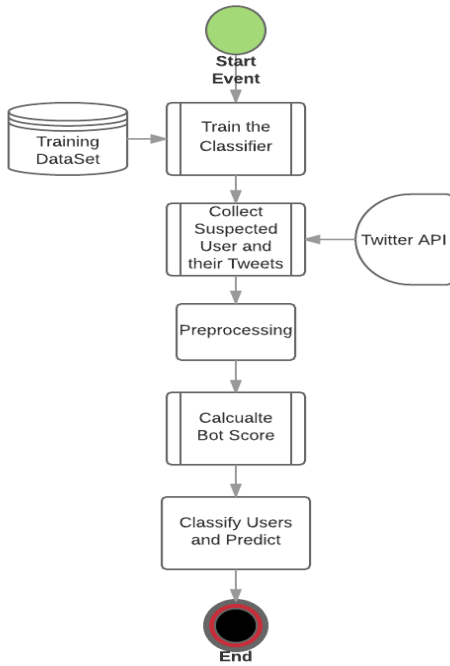 Start
Event
Training
DataSet
Train the
Classifier
Collect
Suspected
User and
their Tweets
Twitter API
Preprocessing
Calcualte
Bot Score
Classify Users
and Predict
End